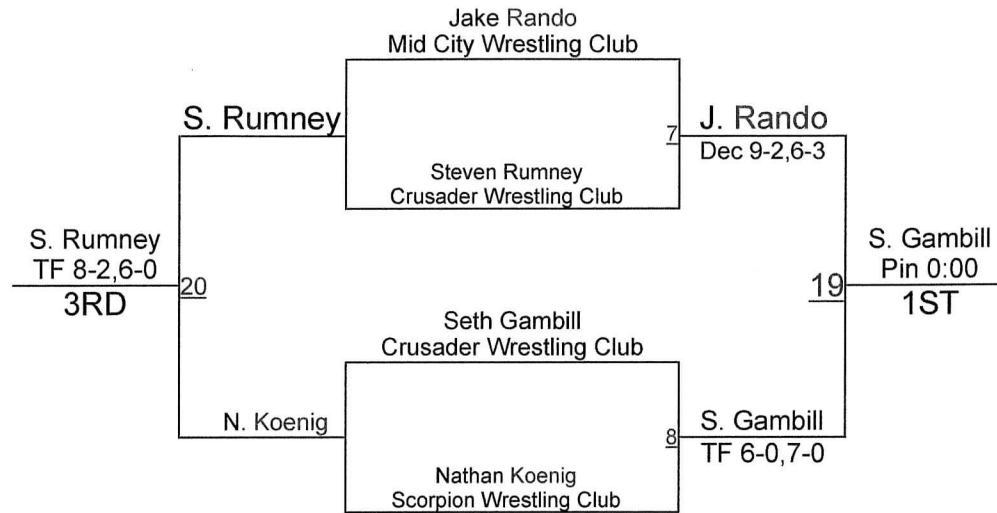 Jake Rando
Mid City Wrestling Club
S. Rumney
7
J. Rando
Dec 9-2,6-3
Steven Rumney
Crusader Wrestling Club
S. Rumney
TF 8-2,6-0
3RD
20
S. Gambill
Pin 0:00
1ST
19
Seth Gambill
Crusader Wrestling Club
N. Koenig
8
S. Gambill
TF 6-0,7-0
Nathan Koenig
Scorpion Wrestling Club